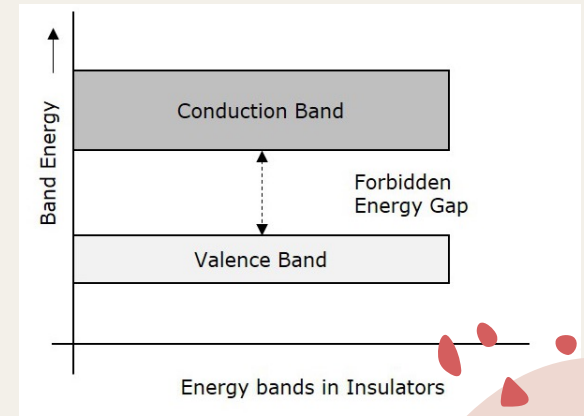 Band Energy
Conduction Band
Forbidden
Energy Gap
Valence Band
Energy bands in Insulators